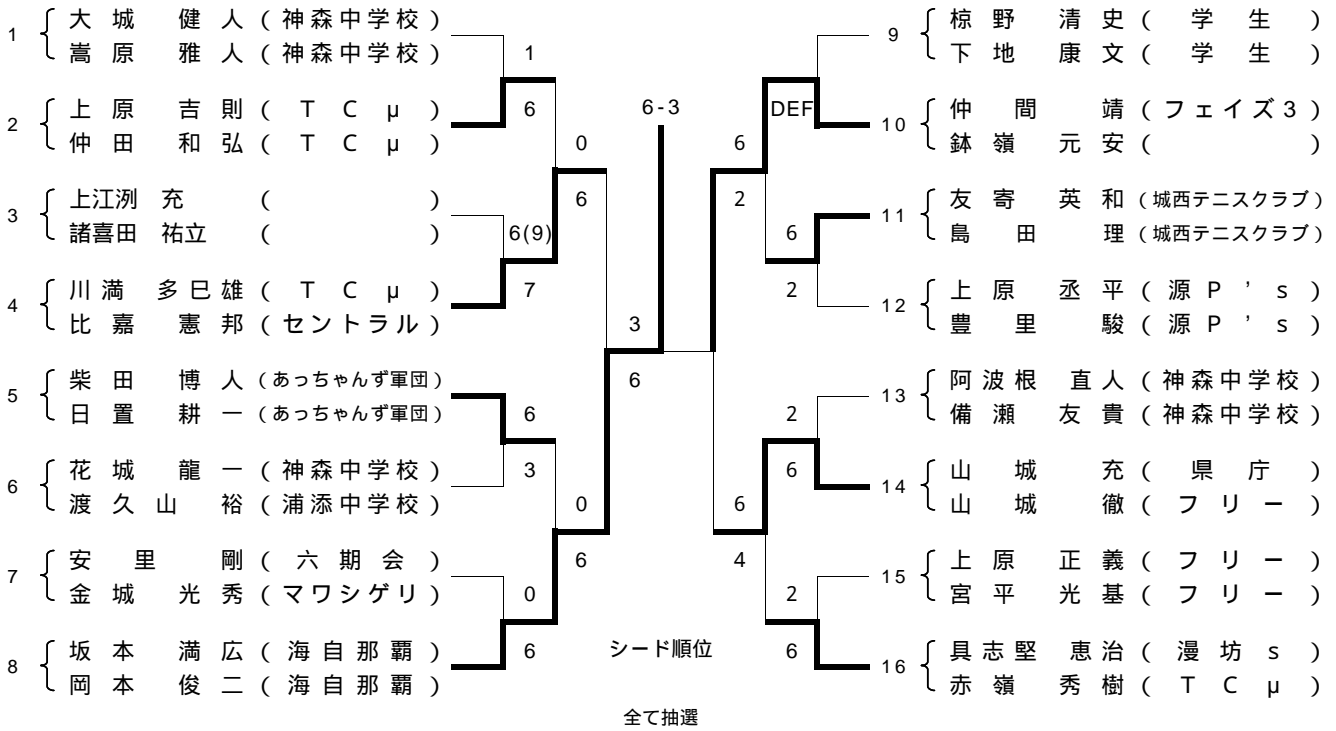 1 大城 健人 (神森中学校)
嵩原 雅人 (神森中学校)
2 上原 吉則 (TCμ)
仲田 和弘 (TCμ)
3 上江洌 充 ( )
諸喜田 祐立 ( )
4 川満 多巳雄 (TCμ)
比嘉 憲邦 (セントラル)
5 柴田 博人 (あっちゃんず軍団)
日置 耕一 (あっちゃんず軍団)
6 花城 龍一 (神森中学校)
渡久山 裕 (浦添中学校)
7 安里 剛 (六期会)
金城 光秀 (マワシゲリ)
8 坂本 満広 (海自那覇)
岡本 俊二 (海自那覇)
1
6
6(9)
7
6
3
0
6
0
6
0
6
3
6
6-3
6
2
6
4
DEF
6
2
2
6
2
6
9 椋野 清史 (学生)
下地 康文 (学生)
10 仲間 靖 (フェイズ3)
鉢嶺 元安 ( )
11 友寄 英和 (城西テニスクラブ)
島田 理 (城西テニスクラブ)
12 上原 丞平 (源P's)
豊里 駿 (源P's)
13 阿波根 直人 (神森中学校)
備瀬 友貴 (神森中学校)
14 山城 充 (県庁)
山城 徹 (フリー)
15 上原 正義 (フリー)
宮平 光基 (フリー)
16 具志堅 恵治 (漫坊s)
赤嶺 秀樹 (TCμ)
シード順位
全て抽選